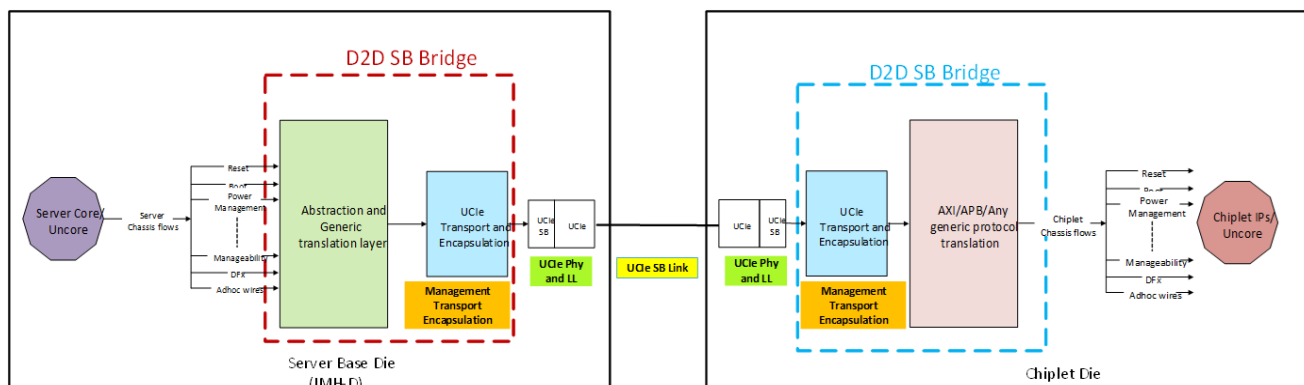 D2D SB Bridge
D2D SB Bridge
Server Core/
Uncore
Server
Chassis flows
Reset
Boot
Power
Management
Manageability
DFx
Adhoc wires
Abstraction and
Generic
translation layer
UCIe
Transport and
Encapsulation
Management
Transport
Encapsulation
UCIe
SB
UCIe
UCIe Phy
and LL
UCIe SB Link
UCIe
UCIe
SB
UCIe Phy
and LL
UCIe
Transport and
Encapsulation
Management
Transport
Encapsulation
AXI/APB/Any
generic protocol
translation
Chiplet
Chassis flows
Reset
Boot
Power
Management
Manageability
DFx
Adhoc wires
Chiplet IPs/
Uncore
Server Base Die
(IMH-D)
Chiplet Die